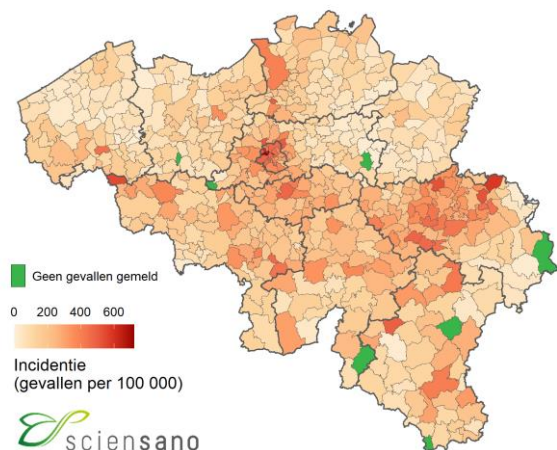 Geen gevallen gemeld
0 200 400 600
Incidentie
(gevallen per 100 000)
sciensano